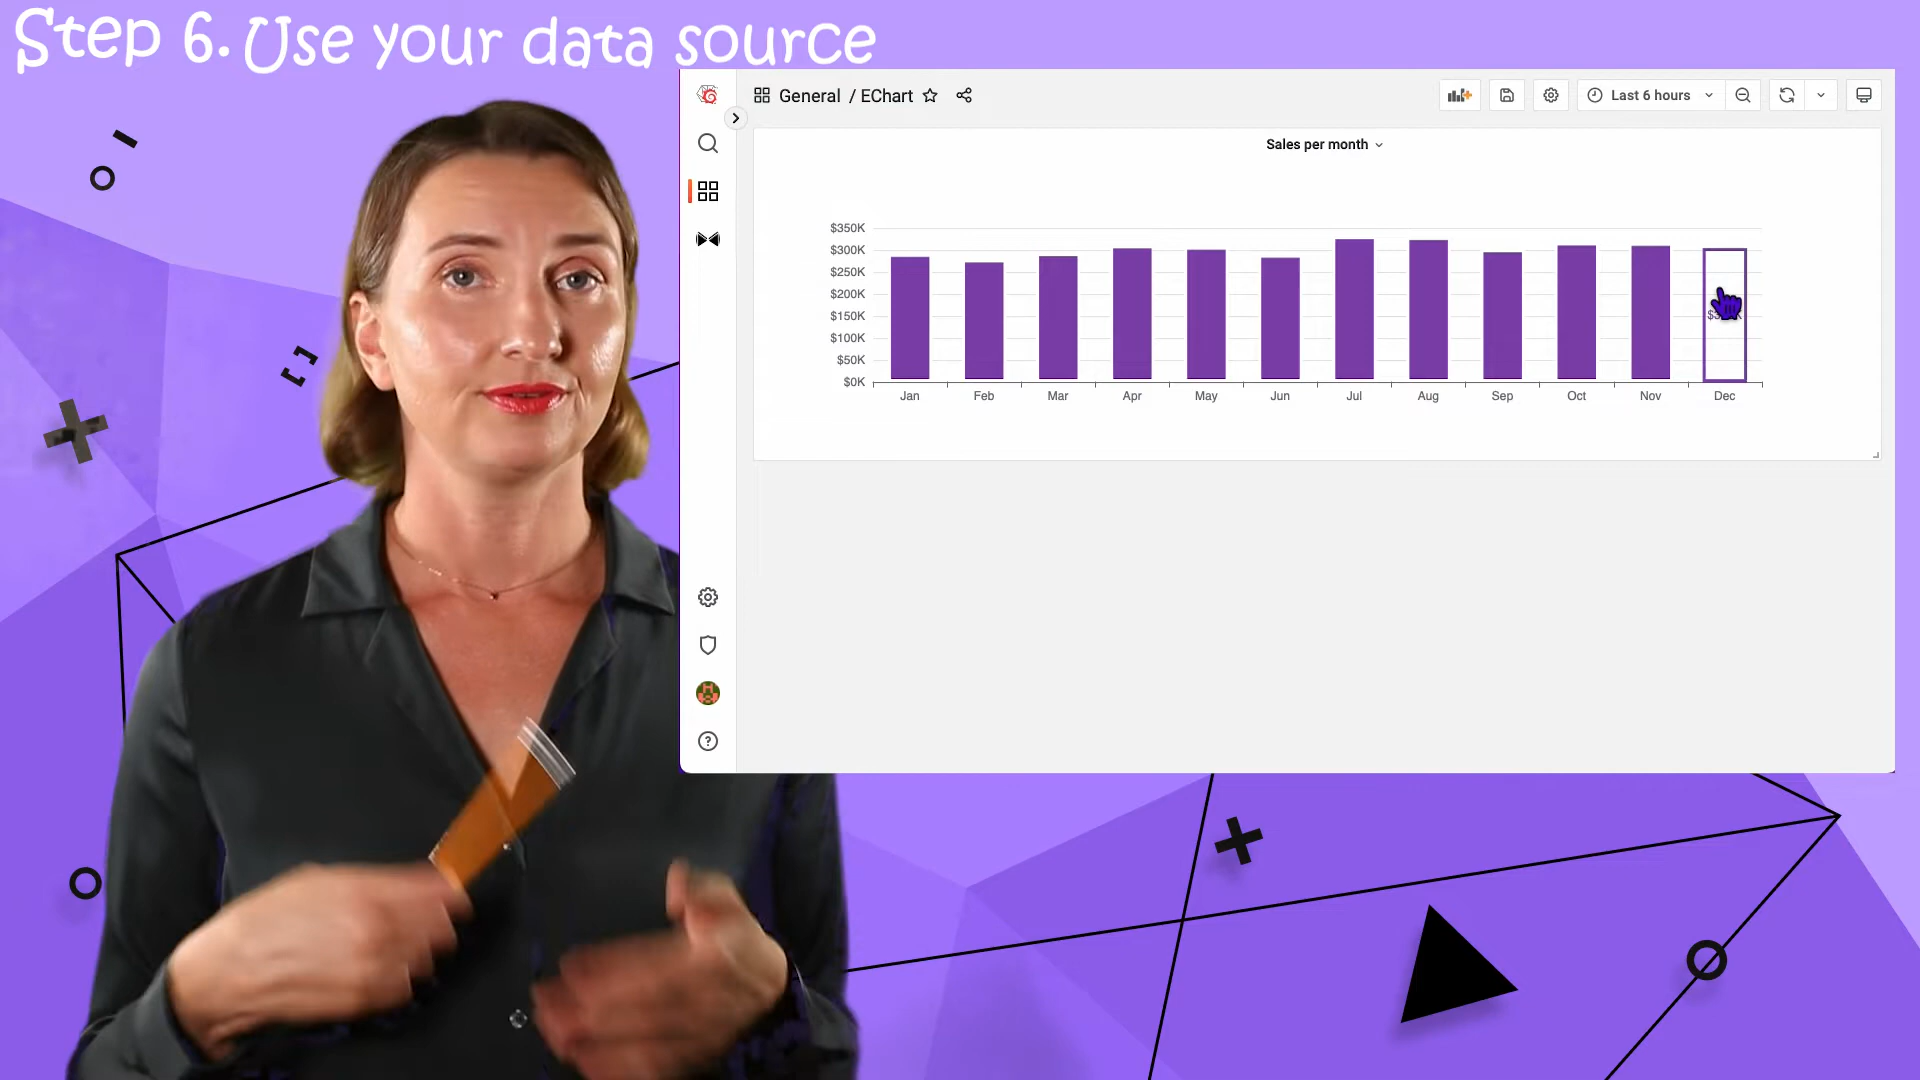 Step 6. Use your data source
General / EChart
Last 6 hours
Sales per month
$350K
$300K
$250K
$200K
$150K
$100K
$50K
$0K
Jan Feb Mar Apr May Jun Jul Aug Sep Oct Nov Dec